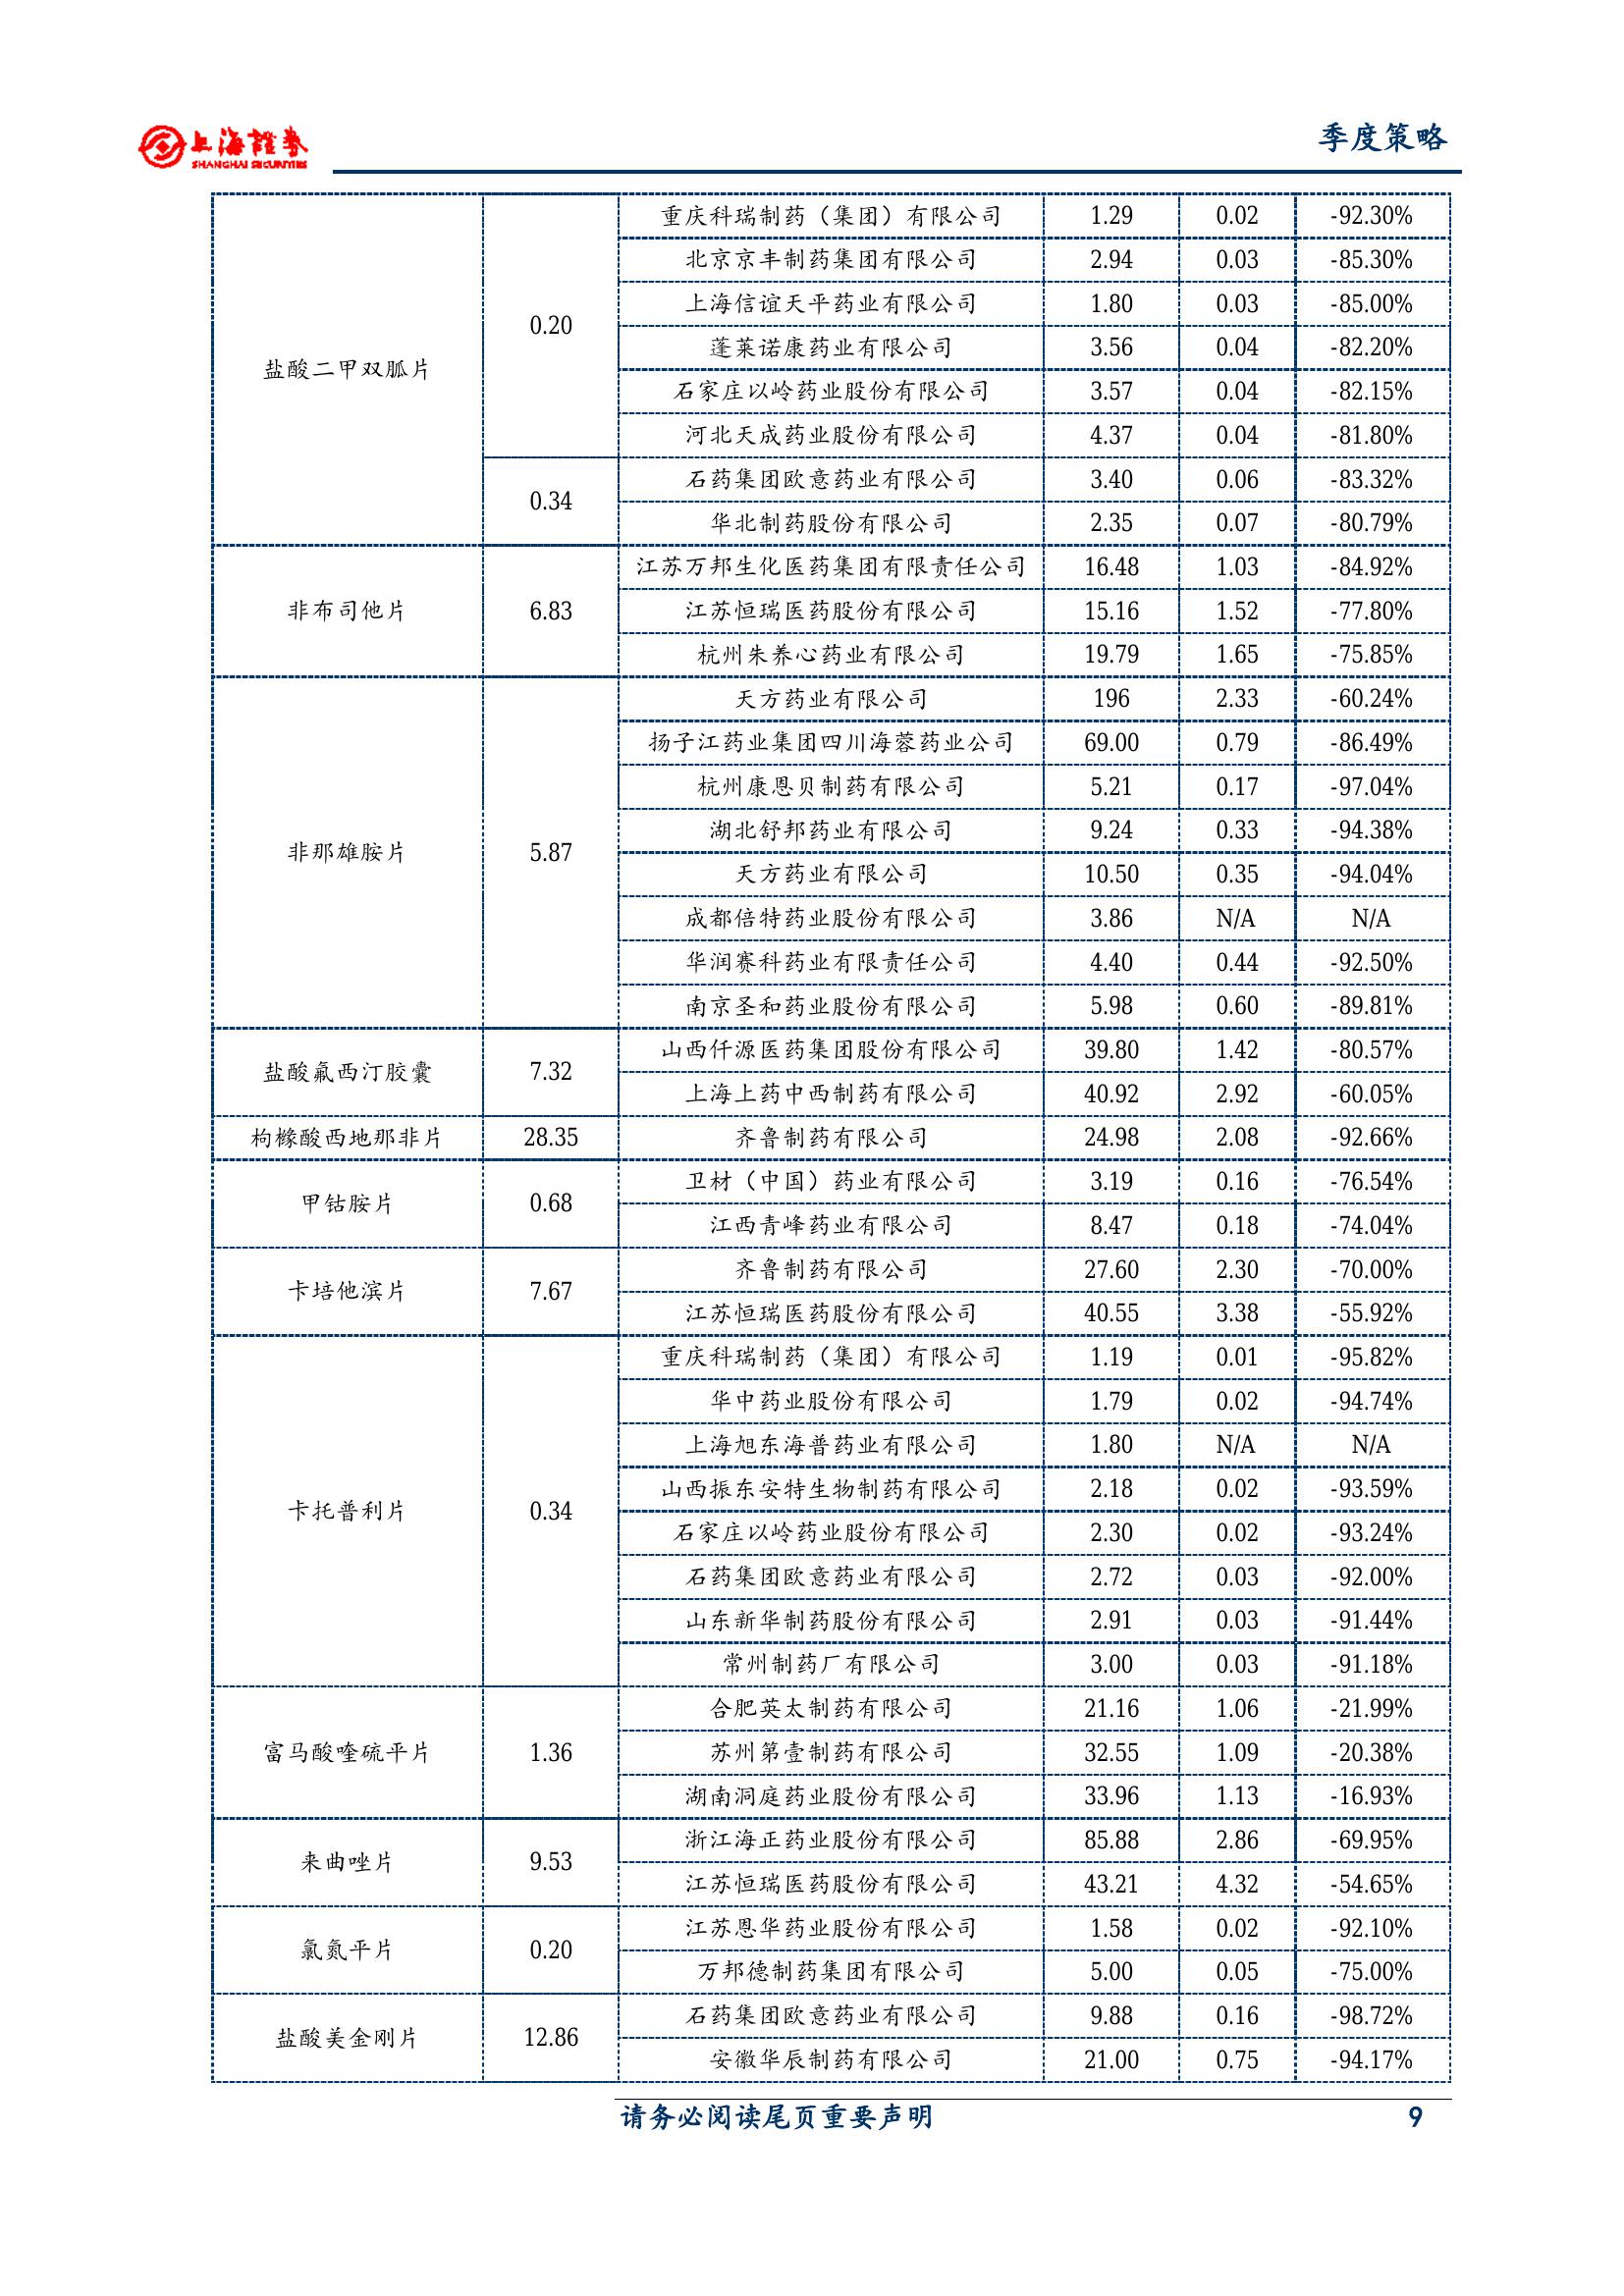 上海證券
SHANGHAI SECURITIES
季度策略
盐酸二甲双胍片 0.20 重庆科瑞制药（集团）有限公司 1.29 0.02 -92.30%
北京京丰制药集团有限公司 2.94 0.03 -85.30%
上海信谊天平药业有限公司 1.80 0.03 -85.00%
蓬莱诺康药业有限公司 3.56 0.04 -82.20%
石家庄以岭药业股份有限公司 3.57 0.04 -82.15%
河北天成药业股份有限公司 4.37 0.04 -81.80%
0.34 石药集团欧意药业有限公司 3.40 0.06 -83.32%
华北制药股份有限公司 2.35 0.07 -80.79%
非布司他片 6.83 江苏万邦生化医药集团有限责任公司 16.48 1.03 -84.92%
江苏恒瑞医药股份有限公司 15.16 1.52 -77.80%
杭州朱养心药业有限公司 19.79 1.65 -75.85%
非那雄胺片 5.87 天方药业有限公司 196 2.33 -60.24%
扬子江药业集团四川海蓉药业公司 69.00 0.79 -86.49%
杭州康恩贝制药有限公司 5.21 0.17 -97.04%
湖北舒邦药业有限公司 9.24 0.33 -94.38%
天方药业有限公司 10.50 0.35 -94.04%
成都倍特药业股份有限公司 3.86 N/A N/A
华润赛科药业有限责任公司 4.40 0.44 -92.50%
南京圣和药业股份有限公司 5.98 0.60 -89.81%
盐酸氟西汀胶囊 7.32 山西仟源医药集团股份有限公司 39.80 1.42 -80.57%
上海上药中西制药有限公司 40.92 2.92 -60.05%
枸橼酸西地那非片 28.35 齐鲁制药有限公司 24.98 2.08 -92.66%
甲钴胺片 0.68 卫材（中国）药业有限公司 3.19 0.16 -76.54%
江西青峰药业有限公司 8.47 0.18 -74.04%
卡培他滨片 7.67 齐鲁制药有限公司 27.60 2.30 -70.00%
江苏恒瑞医药股份有限公司 40.55 3.38 -55.92%
卡托普利片 0.34 重庆科瑞制药（集团）有限公司 1.19 0.01 -95.82%
华中药业股份有限公司 1.79 0.02 -94.74%
上海旭东海普药业有限公司 1.80 N/A N/A
山西振东安特生物制药有限公司 2.18 0.02 -93.59%
石家庄以岭药业股份有限公司 2.30 0.02 -93.24%
石药集团欧意药业有限公司 2.72 0.03 -92.00%
山东新华制药股份有限公司 2.91 0.03 -91.44%
常州制药厂有限公司 3.00 0.03 -91.18%
富马酸喹硫平片 1.36 合肥英太制药有限公司 21.16 1.06 -21.99%
苏州第壹制药有限公司 32.55 1.09 -20.38%
湖南洞庭药业股份有限公司 33.96 1.13 -16.93%
来曲唑片 9.53 浙江海正药业股份有限公司 85.88 2.86 -69.95%
江苏恒瑞医药股份有限公司 43.21 4.32 -54.65%
氯氮平片 0.20 江苏恩华药业股份有限公司 1.58 0.02 -92.10%
万邦德制药集团有限公司 5.00 0.05 -75.00%
盐酸美金刚片 12.86 石药集团欧意药业有限公司 9.88 0.16 -98.72%
安徽华辰制药有限公司 21.00 0.75 -94.17%
请务必阅读尾页重要声明 9